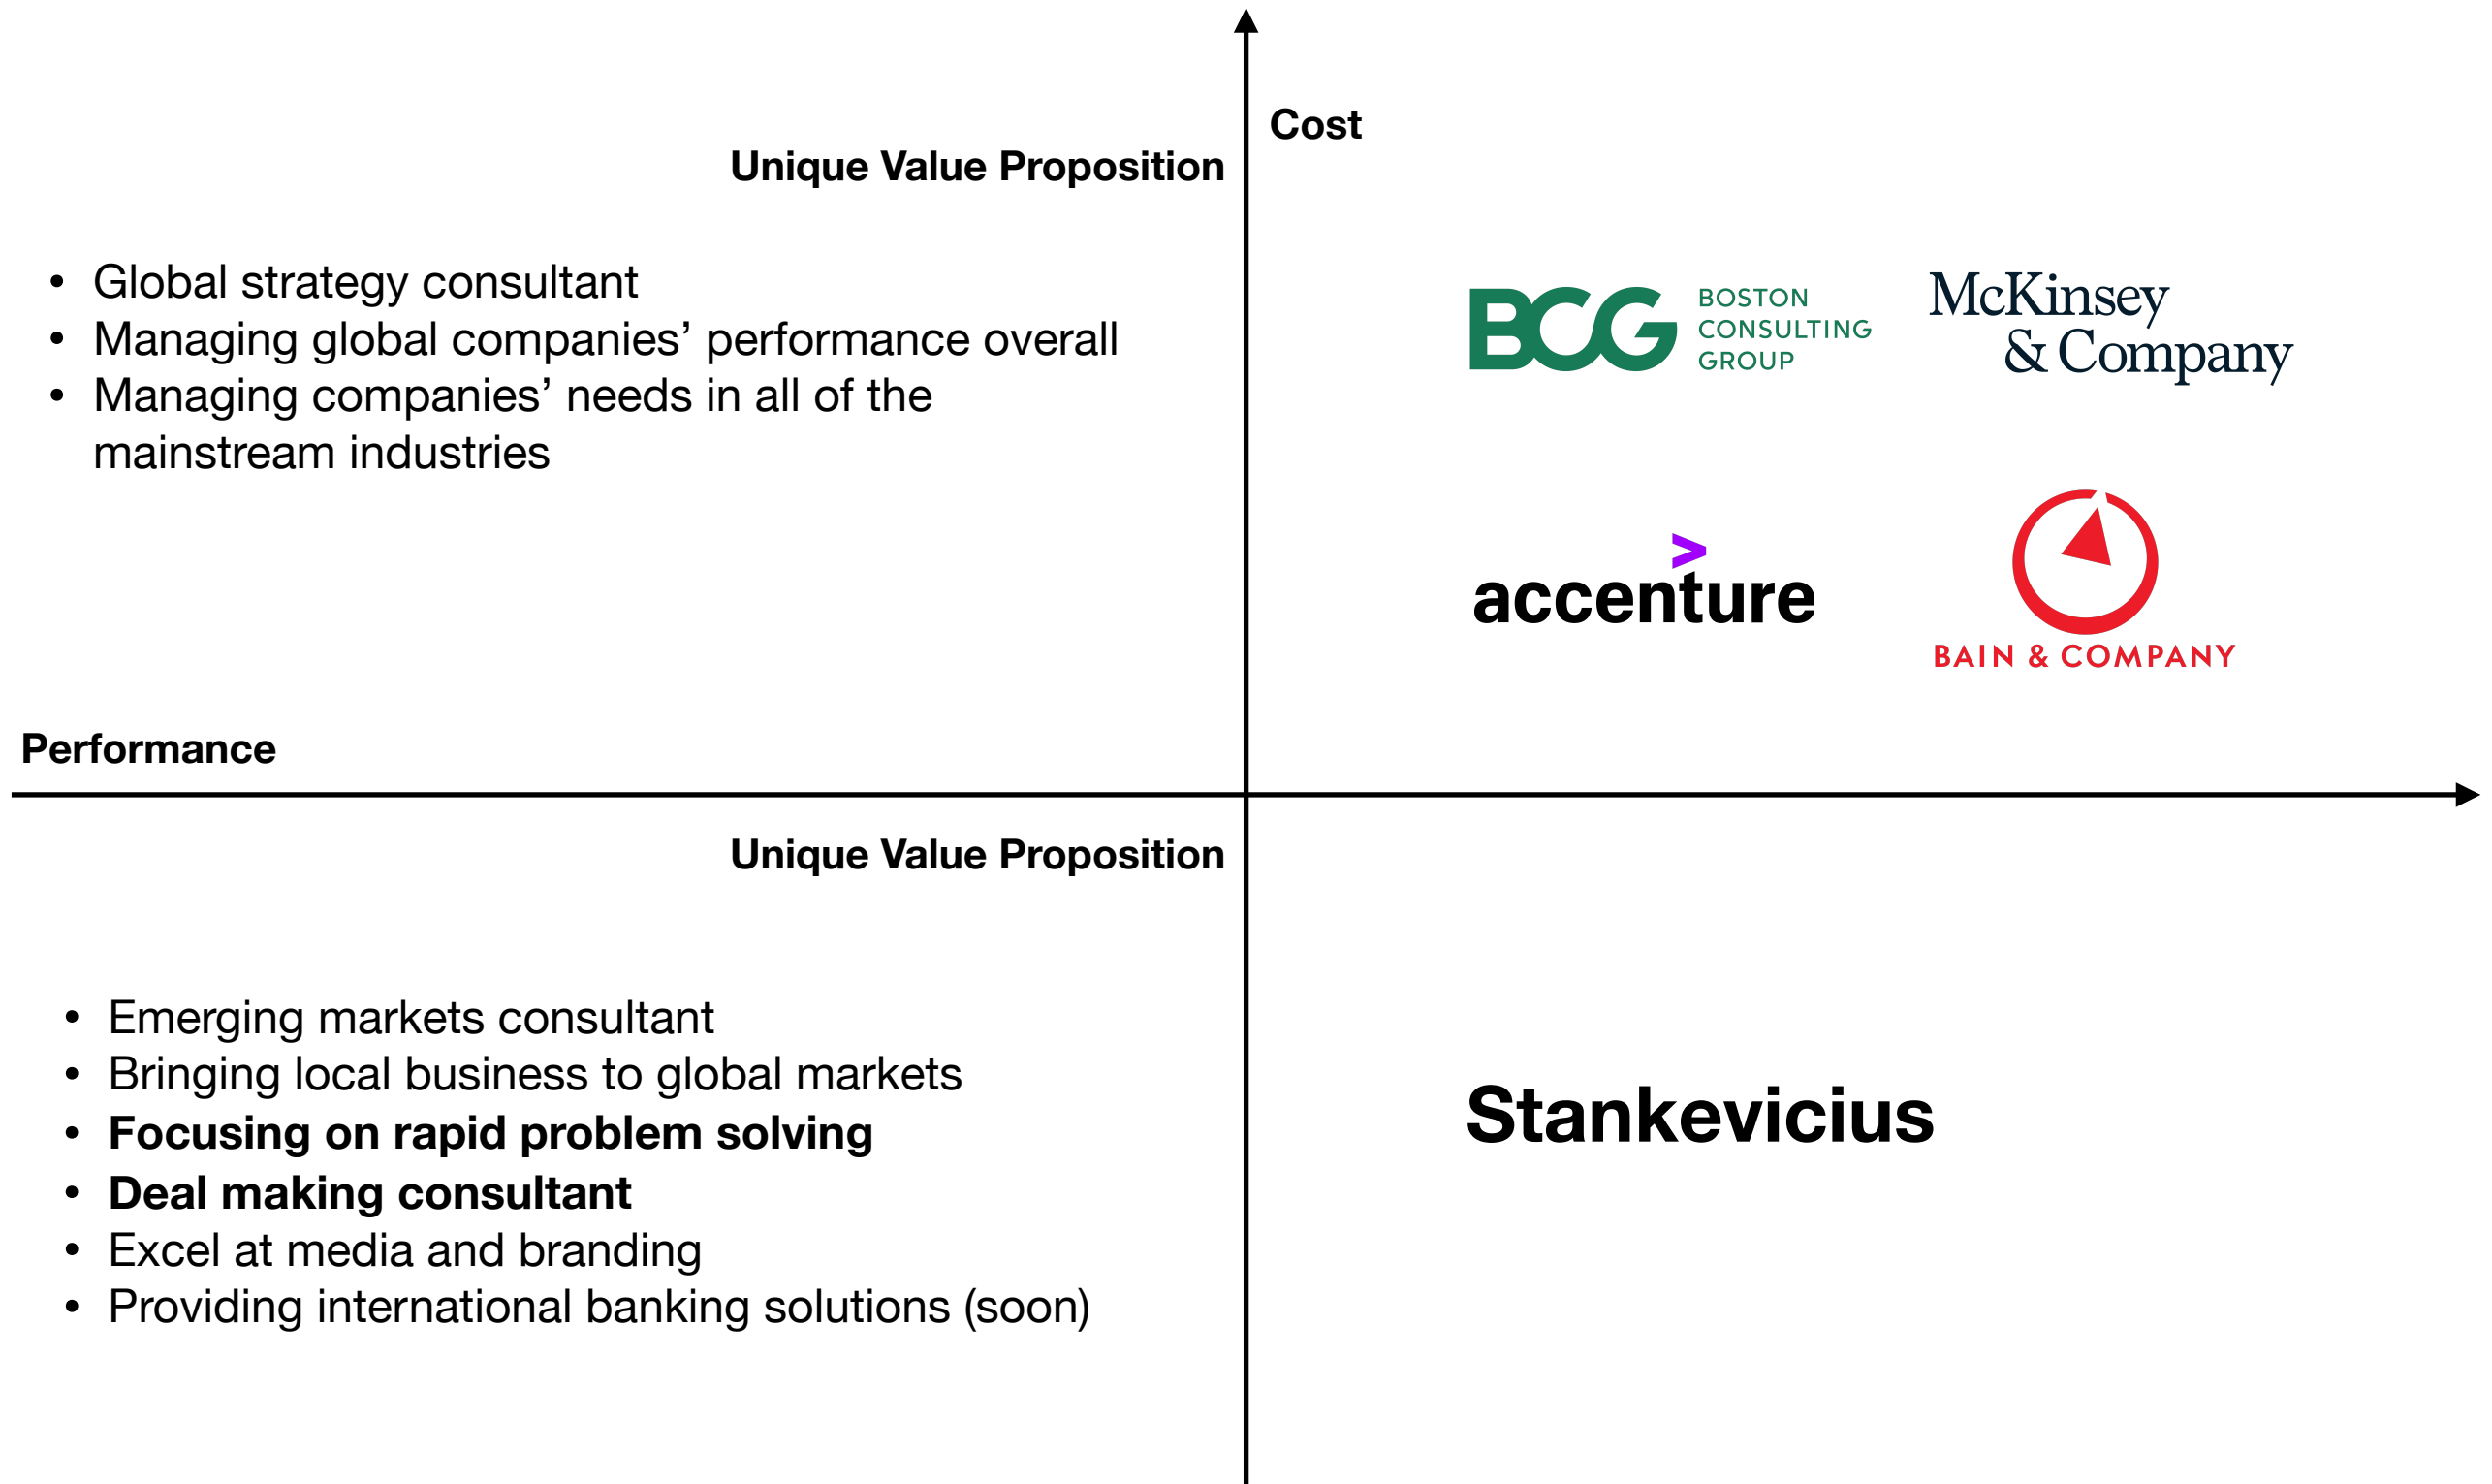 Cost
Unique Value Proposition
• Global strategy consultant
• Managing global companies’ performance overall
• Managing companies’ needs in all of the
mainstream industries
BCG
BOSTON
CONSULTING
GROUP
McKinsey
& Company
accenture
BAIN & COMPANY
Performance
Unique Value Proposition
• Emerging markets consultant
• Bringing local business to global markets
• Focusing on rapid problem solving
• Deal making consultant
• Excel at media and branding
• Providing international banking solutions (soon)
Stankevicius